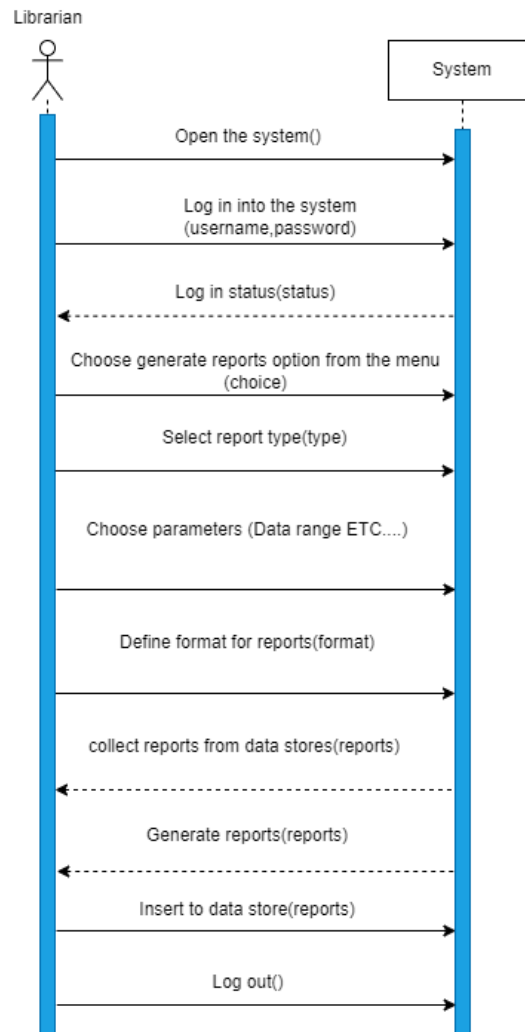 Librarian
System
Open the system()
Log in into the system
(username,password)
Log in status(status)
Choose generate reports option from the menu
(choice)
Select report type(type)
Choose parameters (Data range ETC....)
Define format for reports(format)
collect reports from data stores(reports)
Generate reports(reports)
Insert to data store(reports)
Log out()